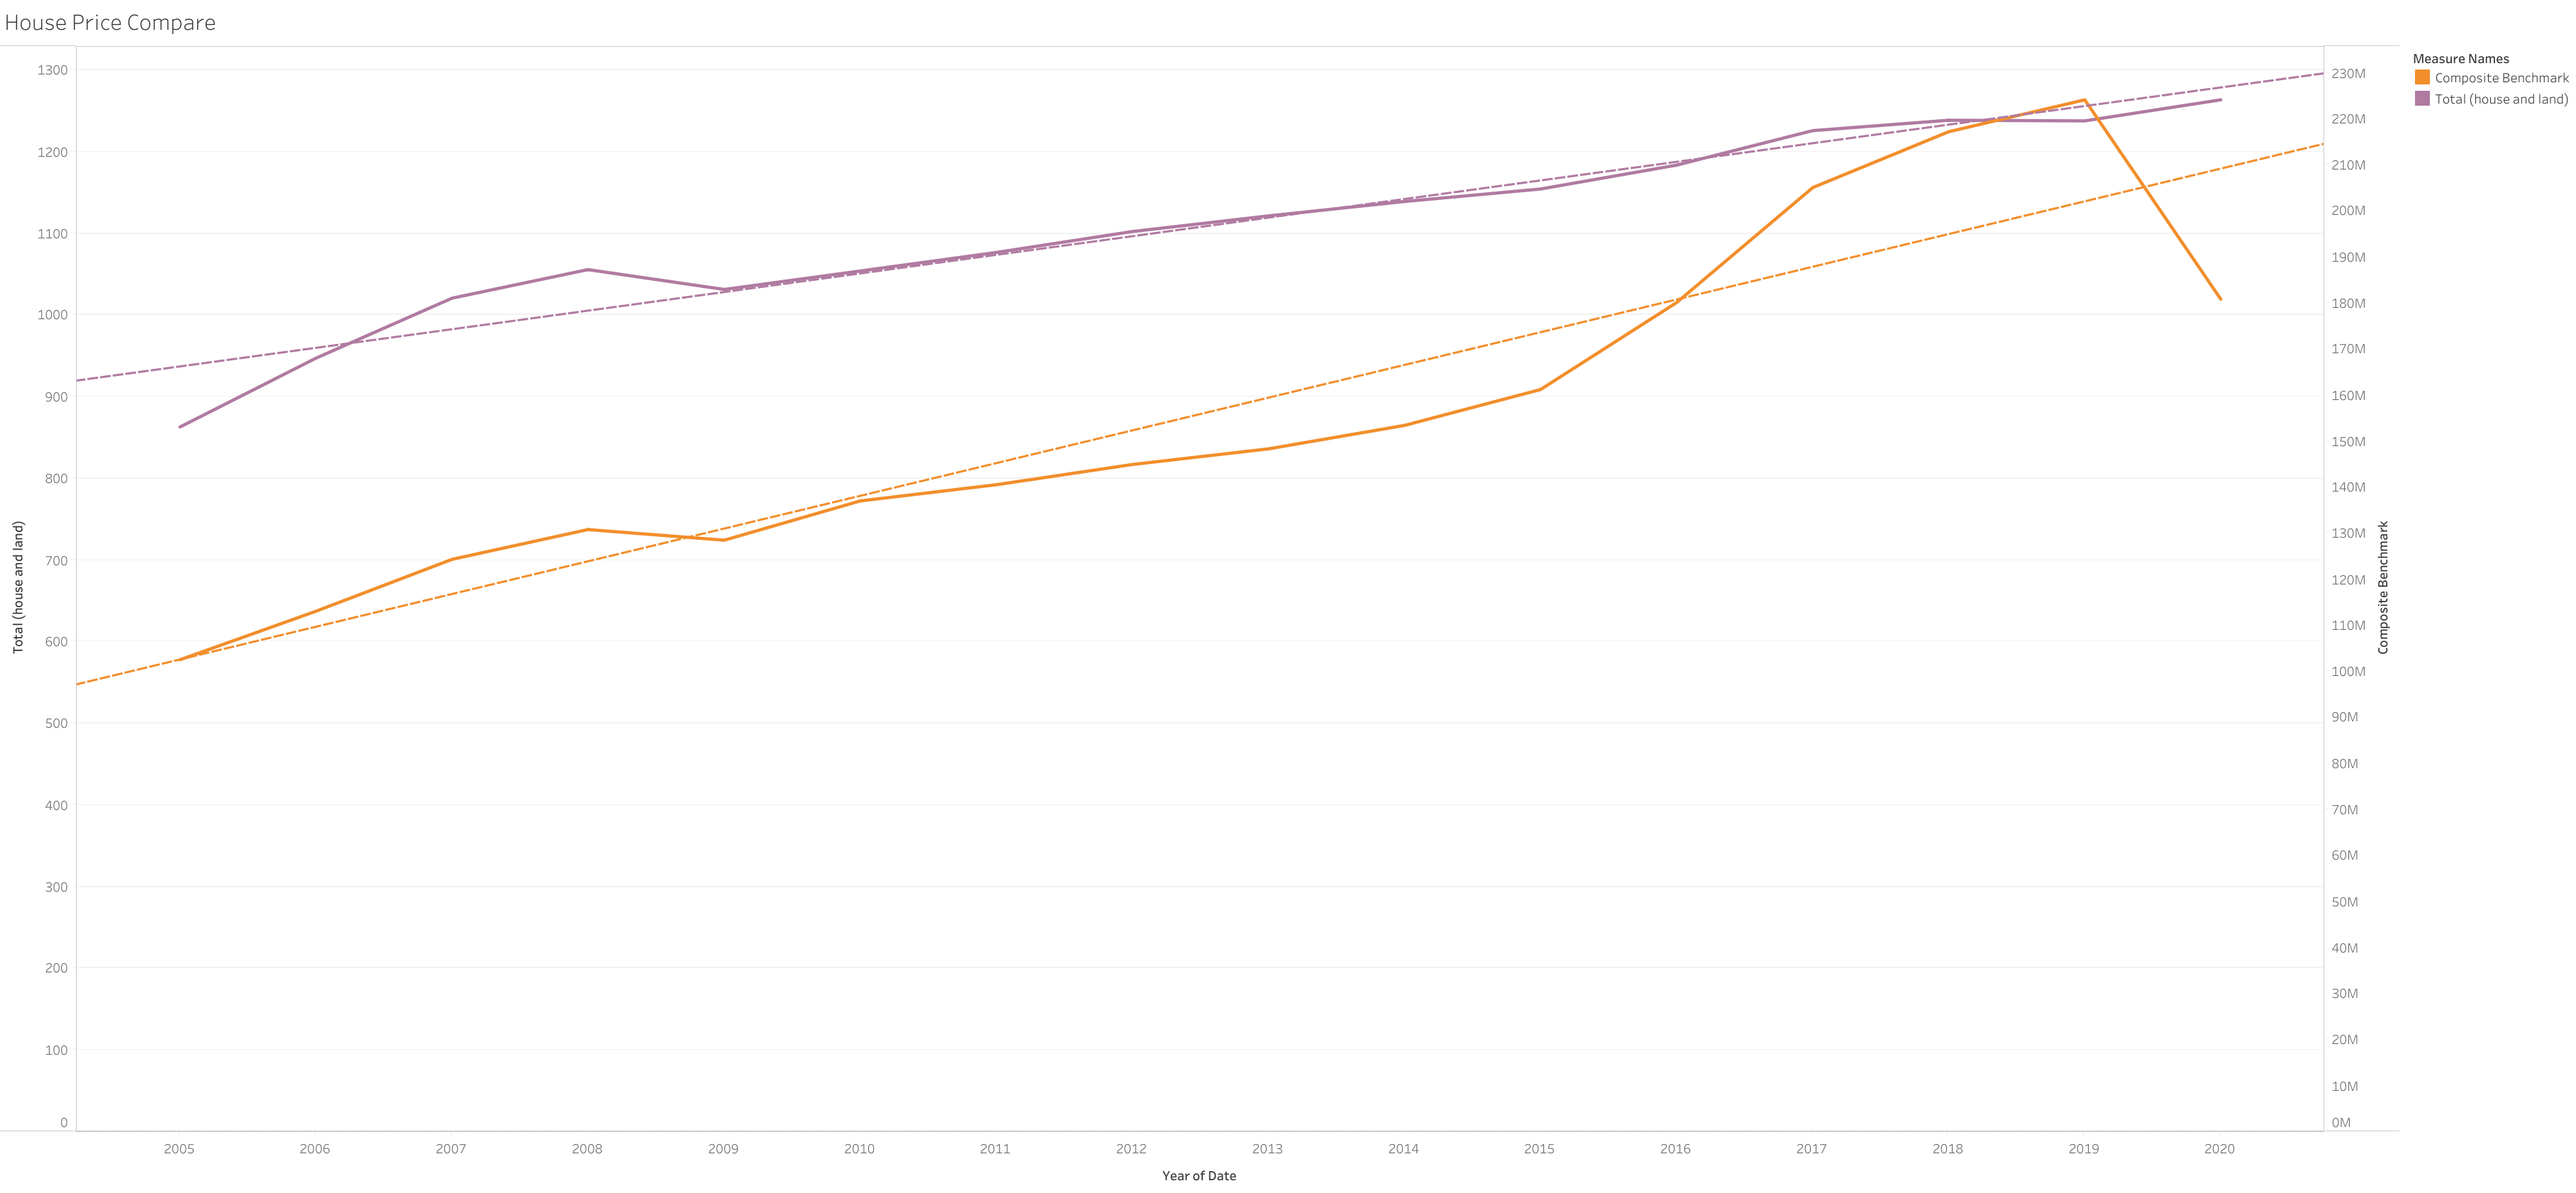 House Price Compare
1300
1200
1100
1000
900
800
700
600
500
400
300
200
100
0
Total (house and land)
230M
220M
210M
200M
190M
180M
170M
160M
150M
140M
130M
120M
110M
100M
90M
80M
70M
60M
50M
40M
30M
20M
10M
0M
Composite Benchmark
2005 2006 2007 2008 2009 2010 2011 2012 2013 2014 2015 2016 2017 2018 2019 2020
Year of Date
Measure Names
Composite Benchmark
Total (house and land)